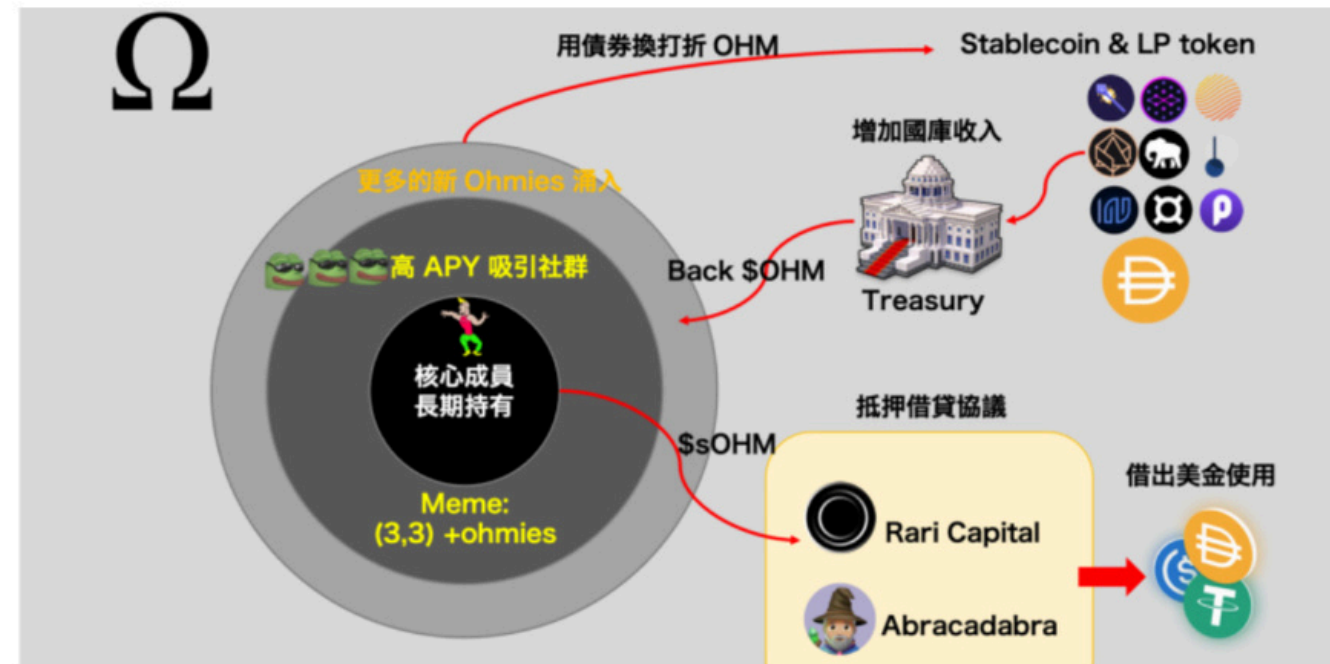 Ω
用債券換打折 OHM
Stablecoin & LP token
增加國庫收入
更多的新 Ohmies 涌入
高 APY 吸引社群
Back $OHM
Treasury
核心成員
長期持有
抵押借貸協議
$sOHM
借出美金使用
Meme:
(3,3) +ohmies
Rari Capital
Abracadabra